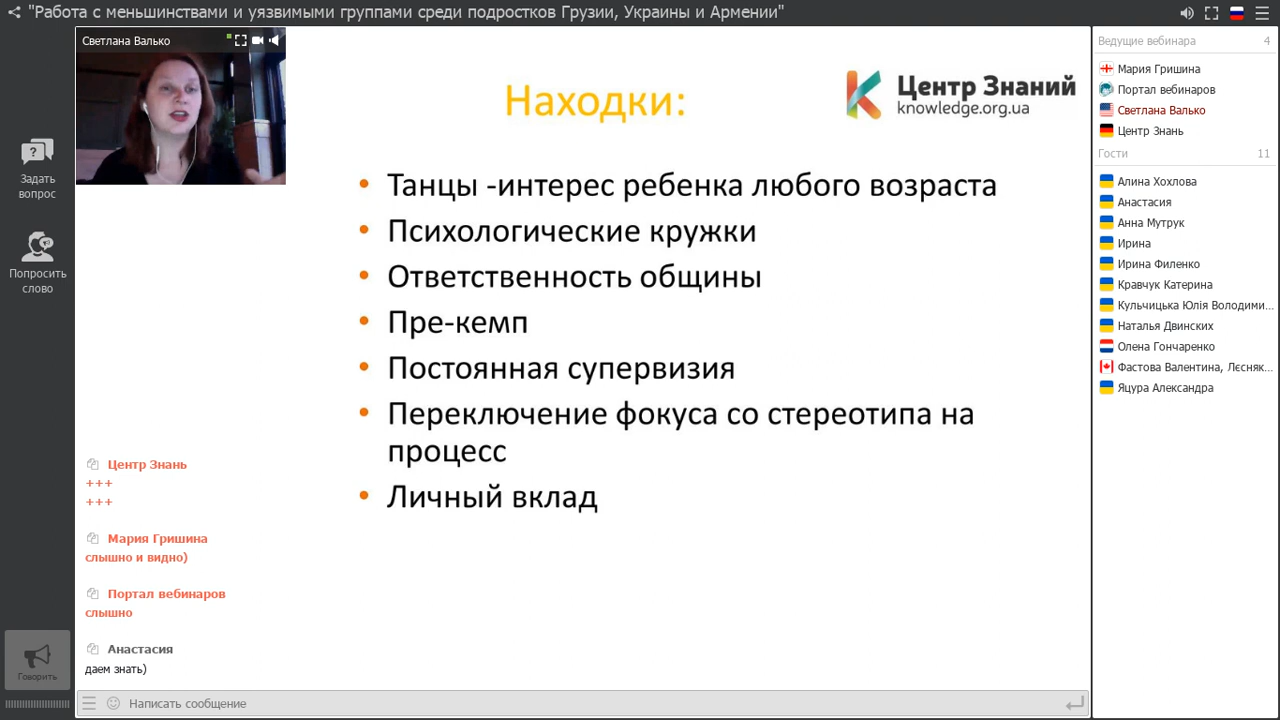 "Работа с меньшинствами и уязвимыми группами среди подростков Грузии, Украины и Армении"
Светлана Валько
Задать
вопрос
Попросить
слово
Говорить
Находки:
Центр Знаний
knowledge.org.ua
• Танцы -интерес ребенка любого возраста
• Психологические кружки
• Ответственность общины
• Пре-кемп
• Постоянная супервизия
• Переключение фокуса со стереотипа на
процесс
• Личный вклад
Центр Знань
+++
+++
Мария Гришина
слышно и видно)
Портал вебинаров
слышно
Анастасия
даем знать)
Написать сообщение
Ведущие вебинара 4
Мария Гришина
Портал вебинаров
Светлана Валько
Центр Знань
Гости 11
Алина Хохлова
Анастасия
Анна Мутрук
Ирина
Ирина Филенко
Кравчук Катерина
Кульчицька Юлія Володими...
Наталья Двинских
Олена Гончаренко
Фастова Валентина, Лєсняк...
Яцура Александра